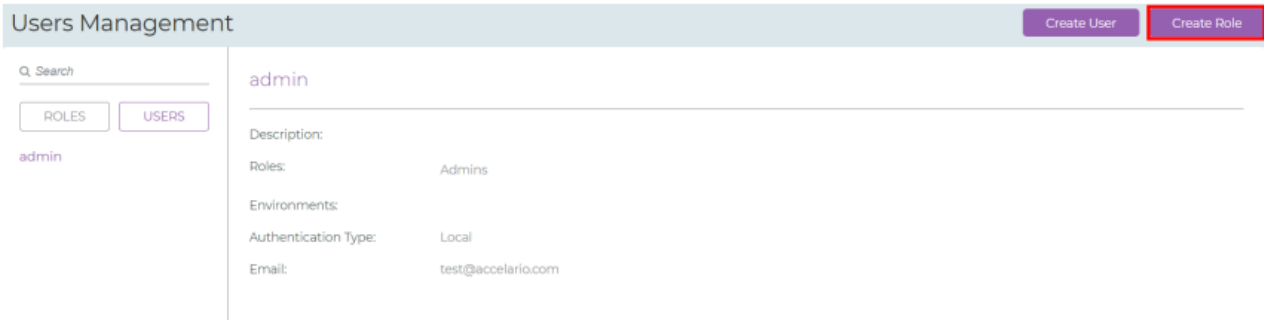 Users Management
Create User
Create Role
Search
ROLES
USERS
admin
admin
Description:
Roles: Admins
Environments:
Authentication Type: Local
Email: test@accelario.com